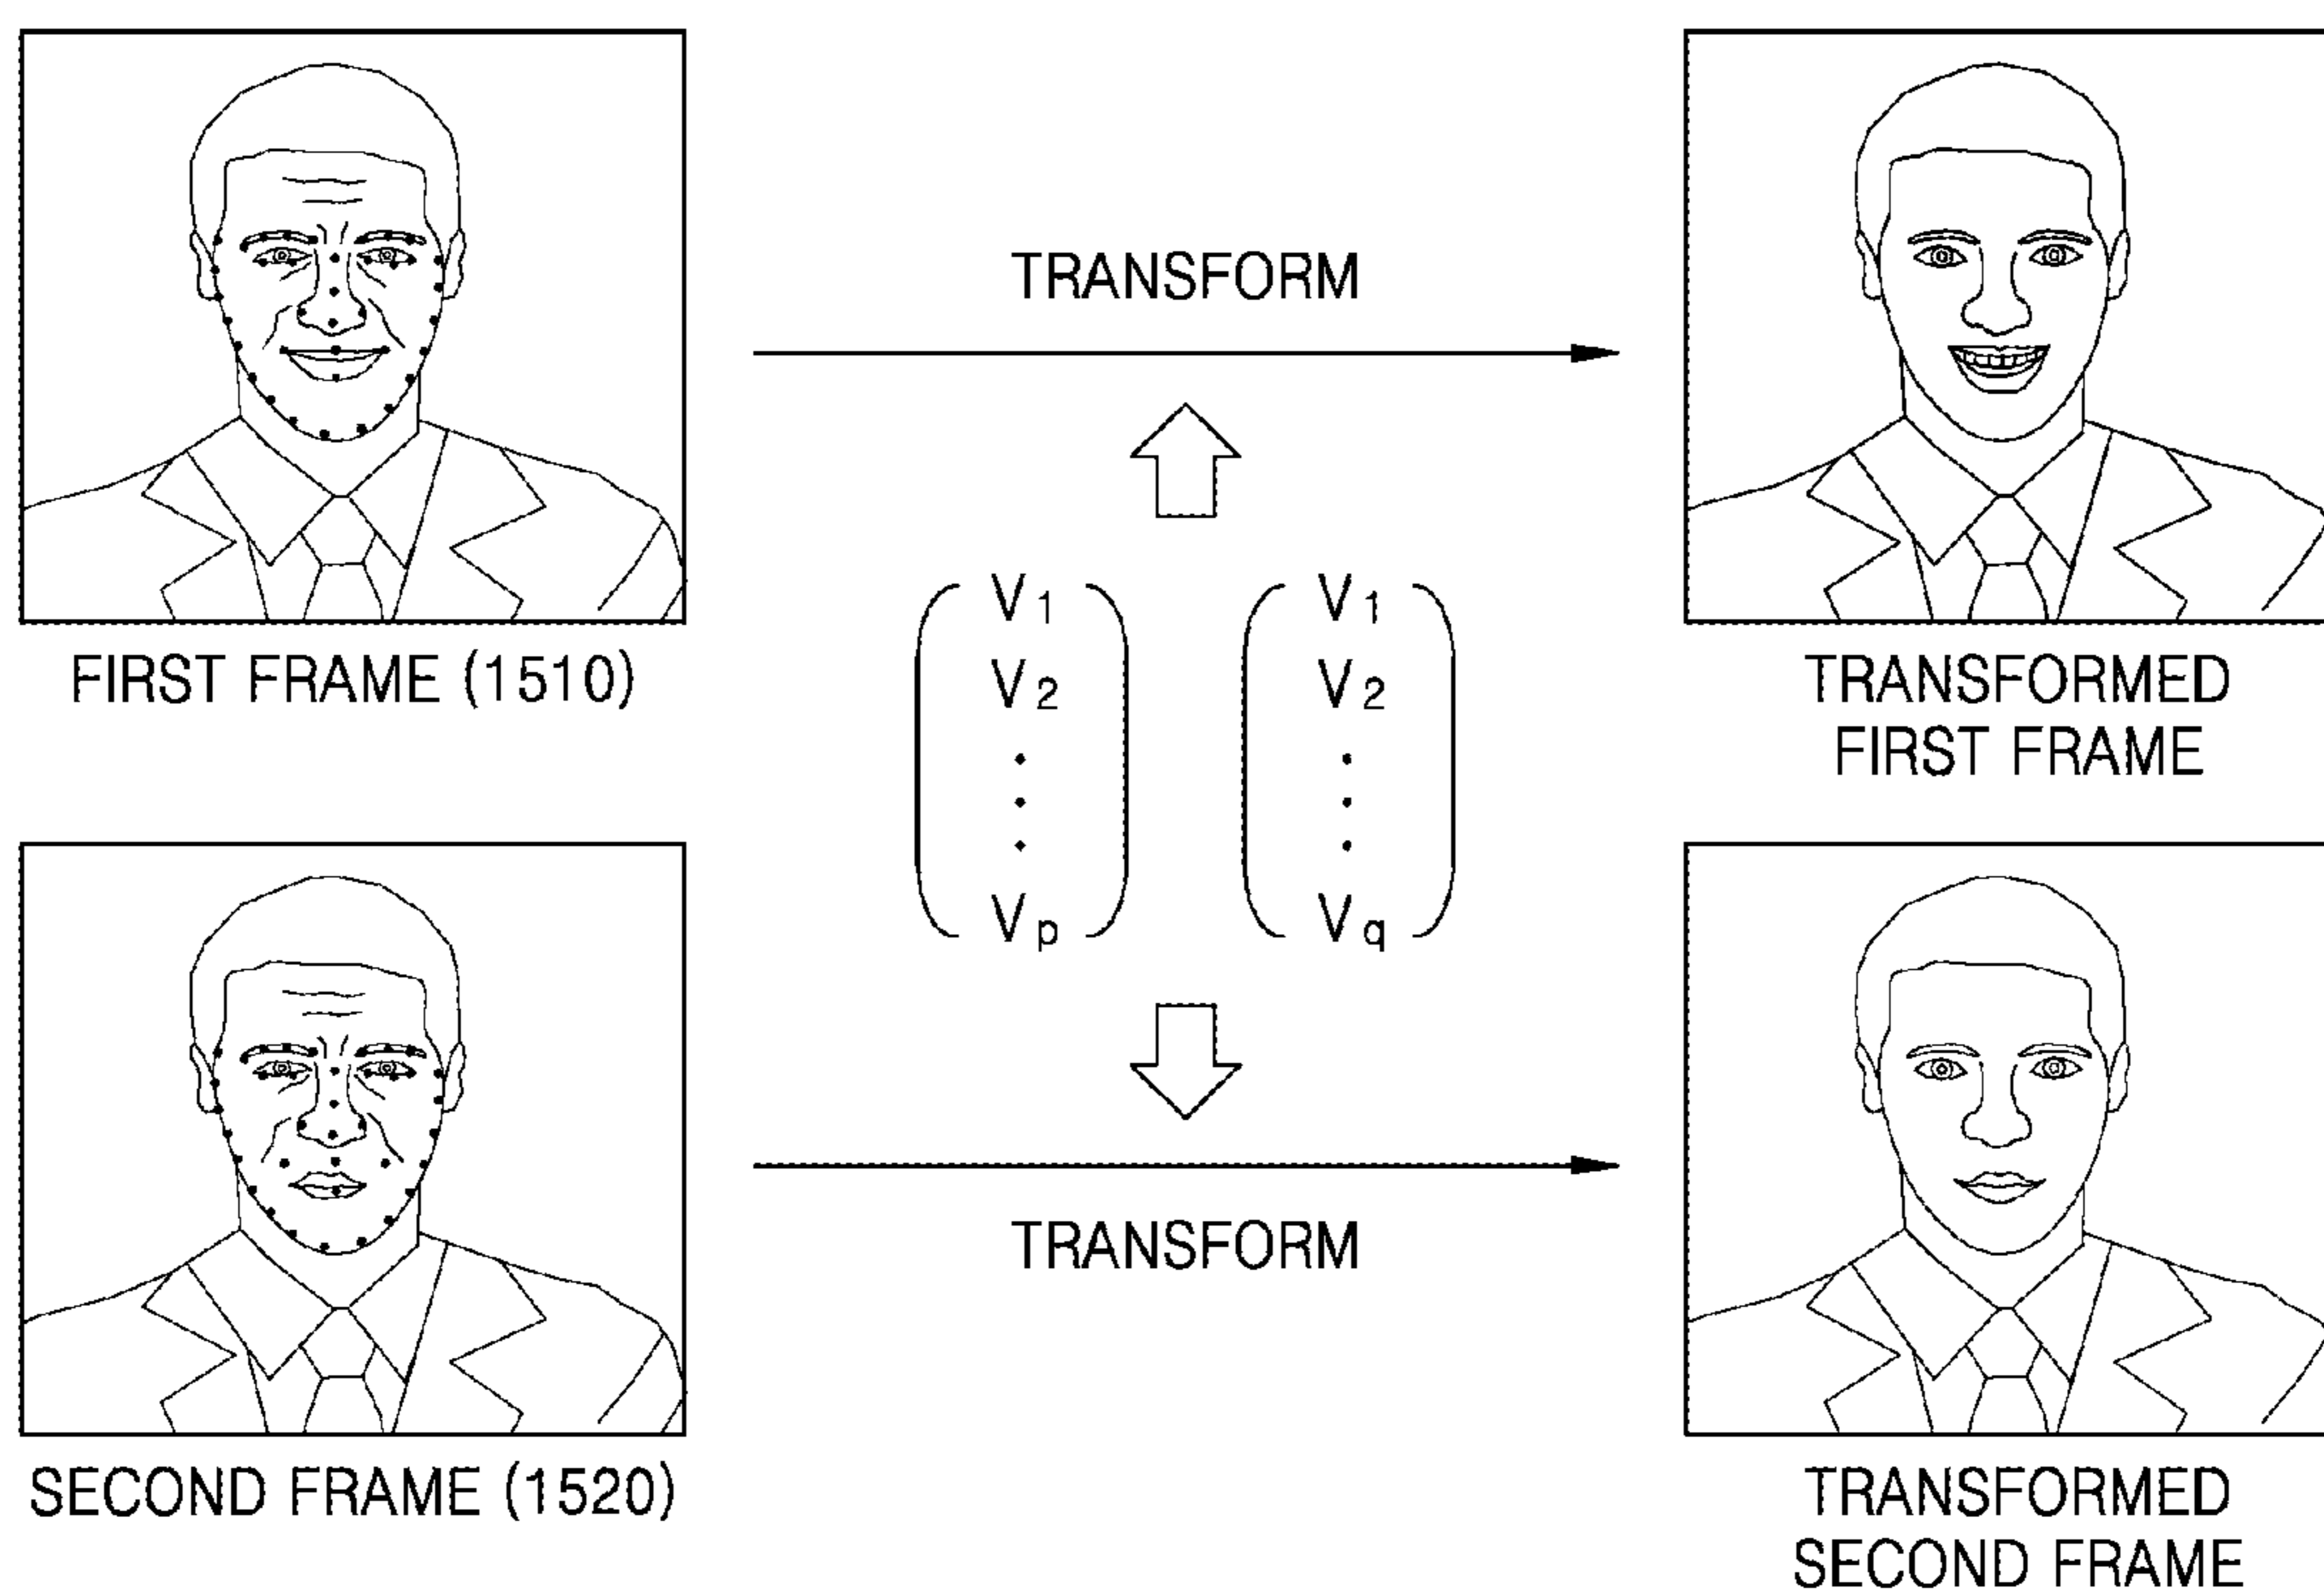 TRANSFORM
FIRST FRAME (1510)
V1 V1
V2 V2
Vp Vq
TRANSFORMED
FIRST FRAME
TRANSFORM
SECOND FRAME (1520)
TRANSFORMED
SECOND FRAME